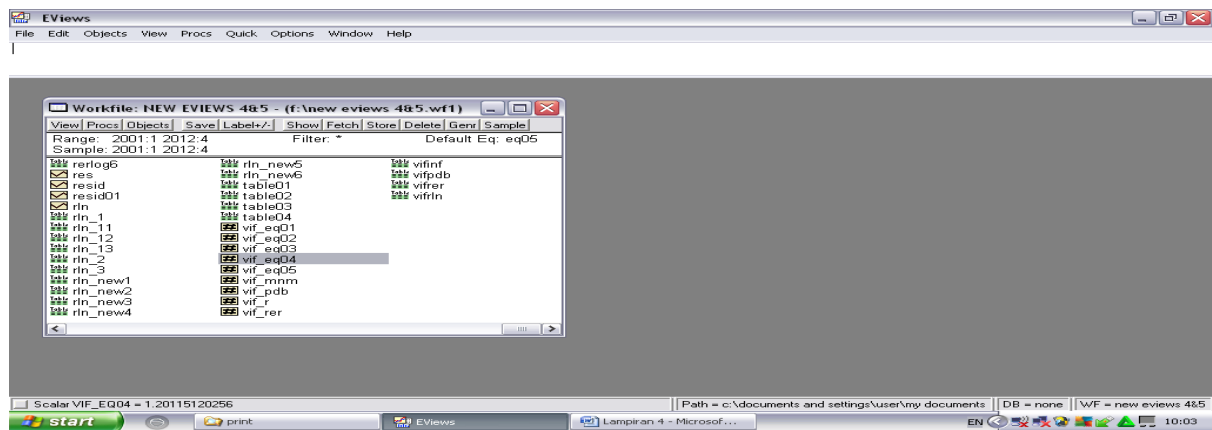 EViews
File Edit Objects View Procs Quick Options Window Help
Workfile: NEW EVIEWS 4&5 - (f:\new eviews 4&5.wf1)
View Procs Objects Save Label+/- Show Fetch Store Delete Genr Sample
Range: 2001:1 2012:4 Filter: * Default Eq: eq05
Sample: 2001:1 2012:4
rerlog6 rln_new5 vifinf
res rln_new6 vifpdb
resid table01 vifrer
resid01 table02 vifrln
rln table03
rln_1 table04
rln_11 vif_eq01
rln_12 vif_eq02
rln_13 vif_eq03
rln_2 vif_eq04
rln_3 vif_eq05
rln_new1 vif_mnm
rln_new2 vif_pdb
rln_new3 vif_r
rln_new4 vif_rer
Scalar VIF_EQ04 = 1.20115120256 Path = c:\documents and settings\user\my documents DB = none WF = new eviews 4&5
start print EViews Lampiran 4 - Microsof... EN 10:03